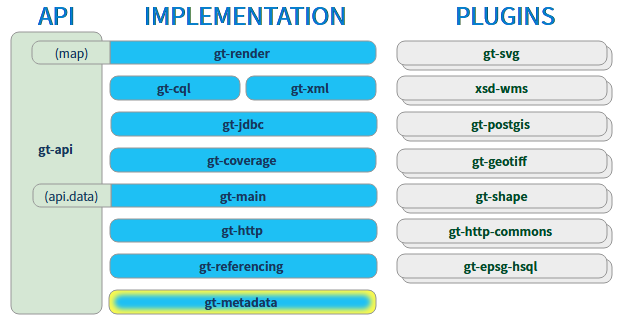 API IMPLEMENTATION PLUGINS
(map) gt-render gt-svg
gt-cql gt-xml xsd-wms
gt-jdbc gt-postgis
gt-api gt-coverage gt-geotiff
(api.data) gt-main gt-shape
gt-http gt-http-commons
gt-referencing gt-epsg-hsql
gt-metadata